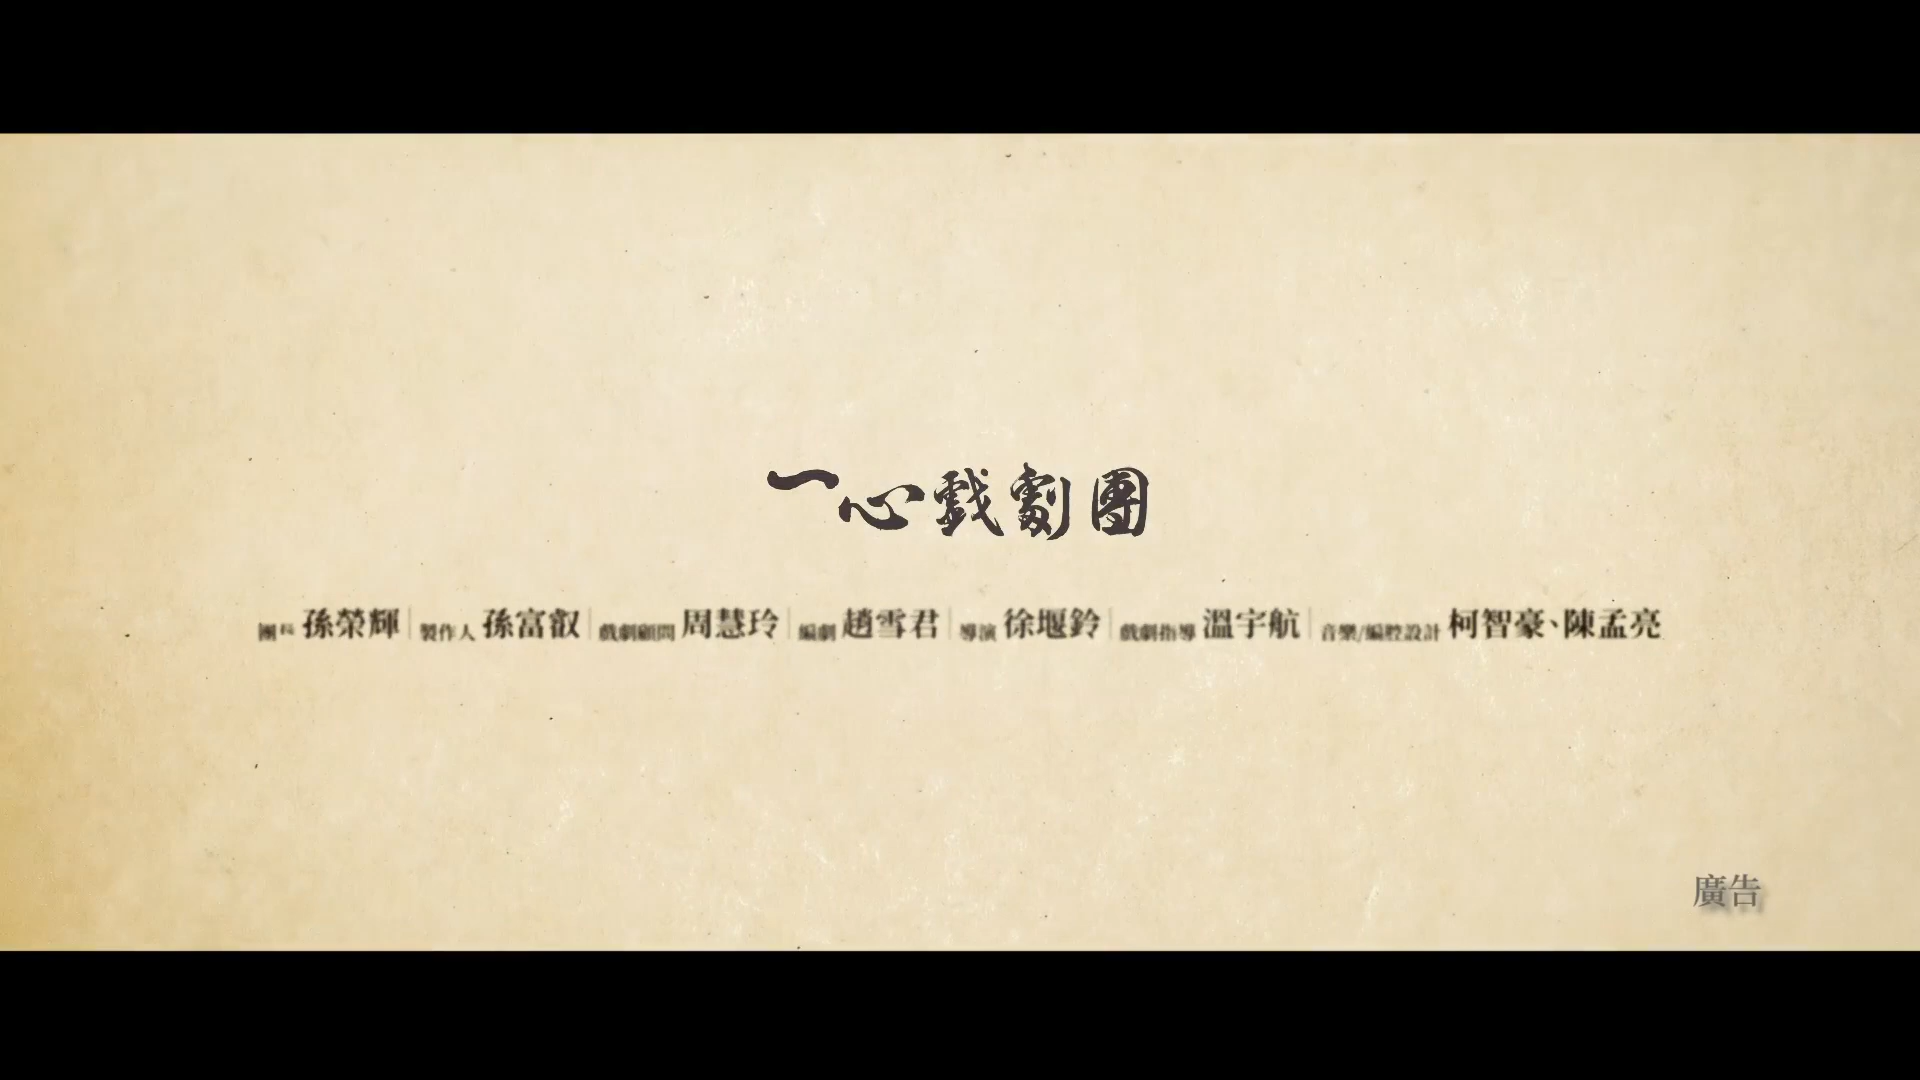 一心戲劇團
團長 孫榮輝｜製作人 孫富叡｜戲劇顧問 周慧玲｜編劇 趙雪君｜導演 徐堰鈴｜戲劇指導 溫宇航｜音樂/編腔設計 柯智豪、陳孟亮
廣告